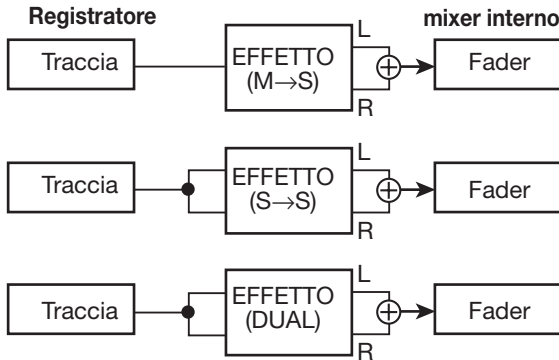 Registratore
mixer interno
Traccia
EFFETTO
(M→S)
L
R
Fader
Traccia
EFFETTO
(S→S)
L
R
Fader
Traccia
EFFETTO
(DUAL)
L
R
Fader